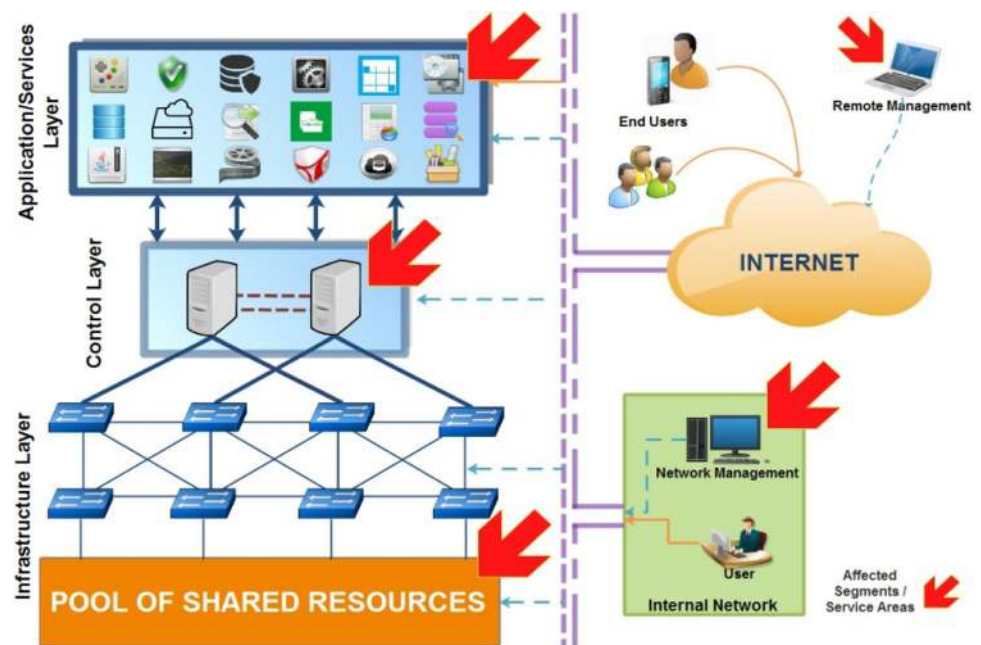 Application/Services
Layer
End Users
Remote Management
INTERNET
Control Layer
Infrastructure Layer
Network Management
User
Internal Network
POOL OF SHARED RESOURCES
Affected
Segments /
Service Areas